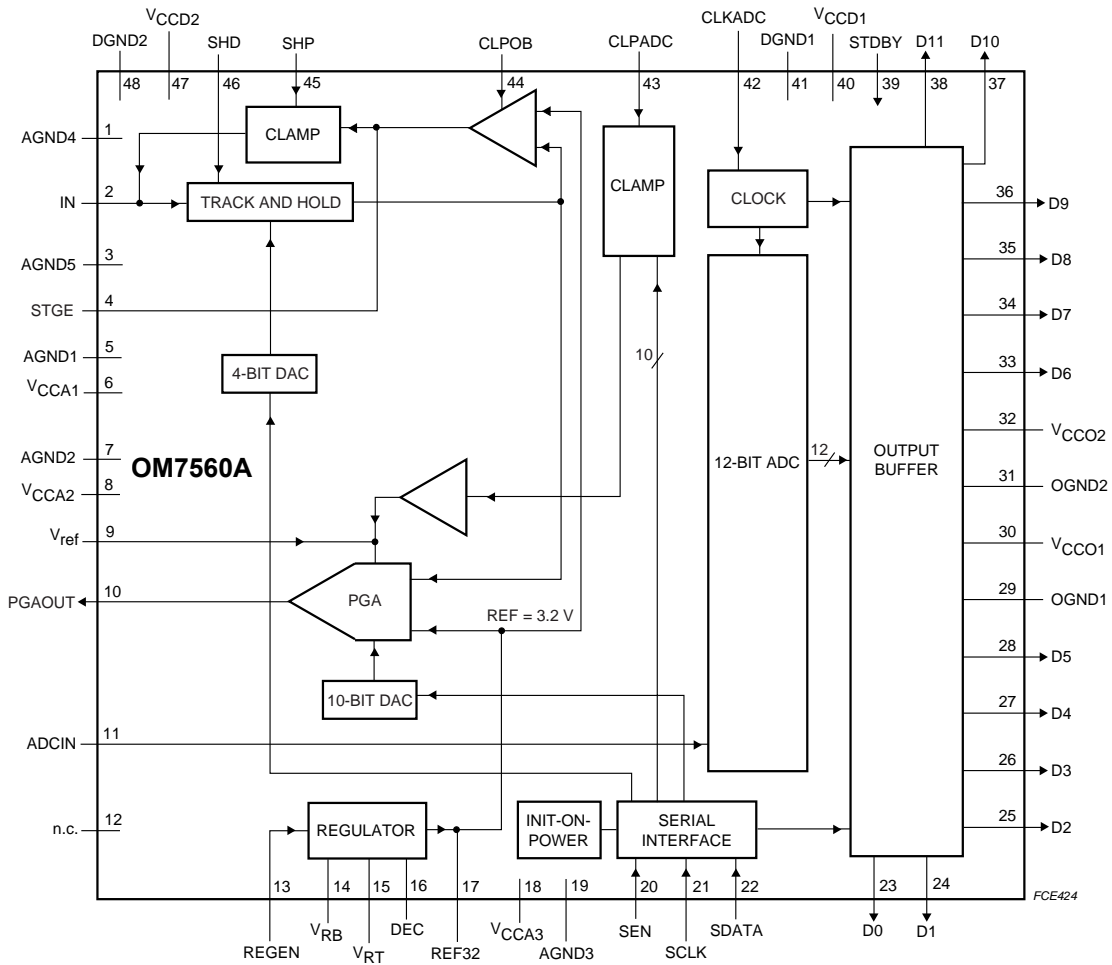 VCCD2
DGND2
SHD
SHP
CLPOB
CLPADC
CLKADC
DGND1
VCCD1
STDBY
D11
D10
48
47
46
45
44
43
42
41
40
39
38
37
AGND4
1
CLAMP
IN
2
TRACK AND HOLD
CLAMP
CLOCK
36
D9
AGND5
3
35
D8
STGE
4
34
D7
AGND1
5
10
4-BIT DAC
33
D6
VCCA1
6
32
VCCO2
AGND2
7
OM7560A
12-BIT ADC
12
OUTPUT
BUFFER
VCCA2
8
31
OGND2
Vref
9
30
VCCO1
PGAOUT
10
PGA
REF = 3.2 V
29
OGND1
28
D5
10-BIT DAC
27
D4
ADCIN
11
26
D3
n.c.
12
REGULATOR
INIT-ON-
POWER
SERIAL
INTERFACE
25
D2
13
14
15
16
17
18
19
20
21
22
23
24
FCE424
REGEN
VRB
VRT
DEC
REF32
VCCA3
AGND3
SEN
SCLK
SDATA
D0
D1